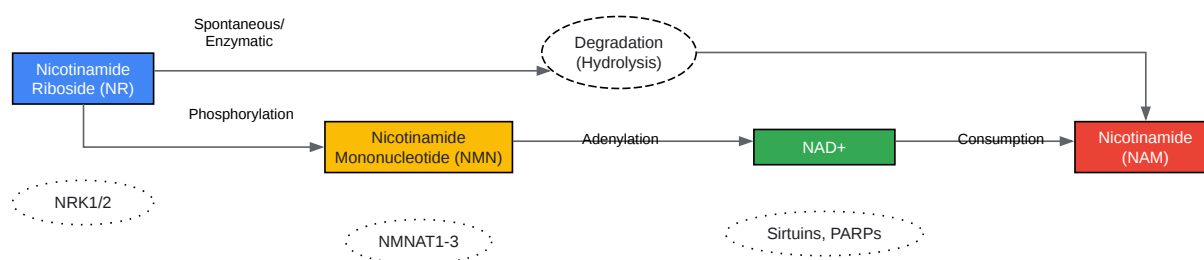 Spontaneous/
Enzymatic
Degradation
(Hydrolysis)
Nicotinamide
Riboside (NR)
Phosphorylation
Nicotinamide
Mononucleotide (NMN)
Adenylation
NAD+
Consumption
Nicotinamide
(NAM)
NRK1/2
NMNAT1-3
Sirtuins, PARPs